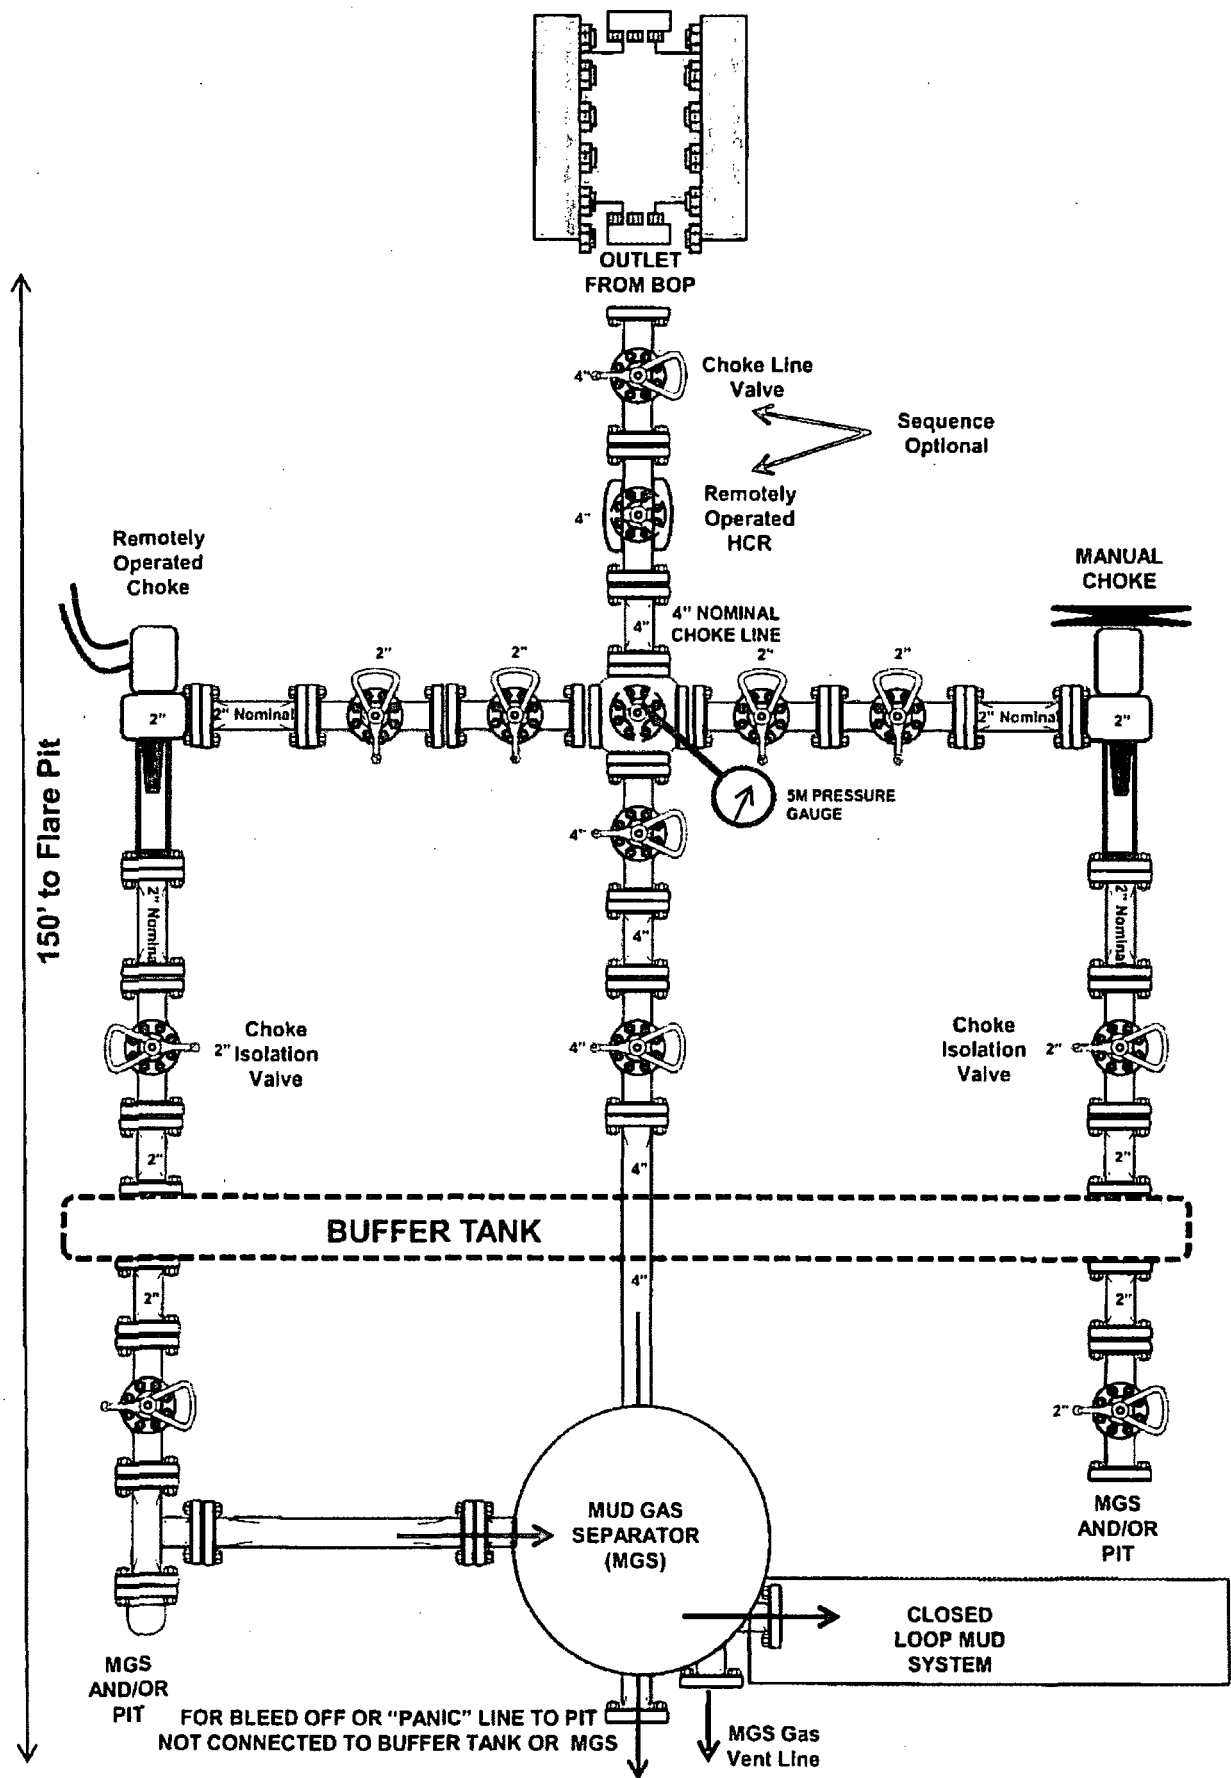 OUTLET
FROM BOP
4"
Choke Line
Valve
Sequence
Optional
4"
Remotely
Operated
HCR
Remotely
Operated
Choke
MANUAL
CHOKE
4"
4" NOMINAL
CHOKE LINE
2"
2"
2"
2"
2"
2" Nominal
2" Nominal
2"
5M PRESSURE
GAUGE
4"
150' to Flare Pit
2" Nominal
4"
2" Nominal
Choke
2" Isolation
Valve
4"
Choke
Isolation
Valve
2"
2"
4"
2"
BUFFER TANK
2"
4"
2"
2"
MUD GAS
SEPARATOR
(MGS)
MGS
AND/OR
PIT
CLOSED
LOOP MUD
SYSTEM
MGS
AND/OR
PIT
FOR BLEED OFF OR "PANIC" LINE TO PIT
NOT CONNECTED TO BUFFER TANK OR MGS
MGS Gas
Vent Line